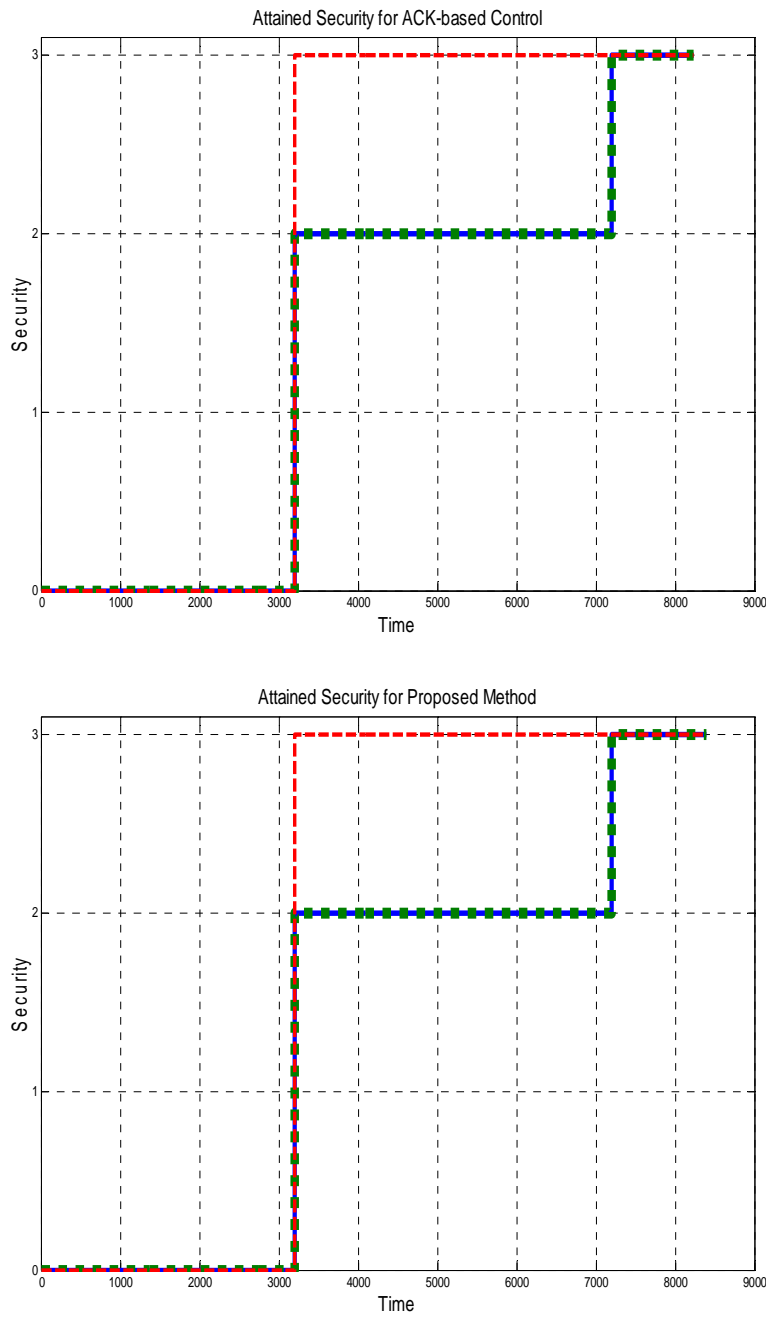 Attained Security for ACK-based Control
3
2
1
0
Security
0 1000 2000 3000 4000 5000 6000 7000 8000 9000
Time
Attained Security for Proposed Method
3
2
1
0
Security
0 1000 2000 3000 4000 5000 6000 7000 8000 9000
Time